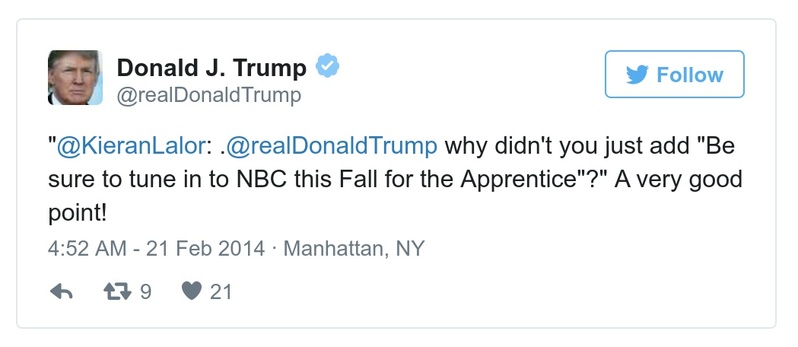 Donald J. Trump
@realDonaldTrump
Follow
"@KieranLalor: .@realDonaldTrump why didn't you just add "Be
sure to tune in to NBC this Fall for the Apprentice"?" A very good
point!
4:52 AM - 21 Feb 2014 · Manhattan, NY
9 21